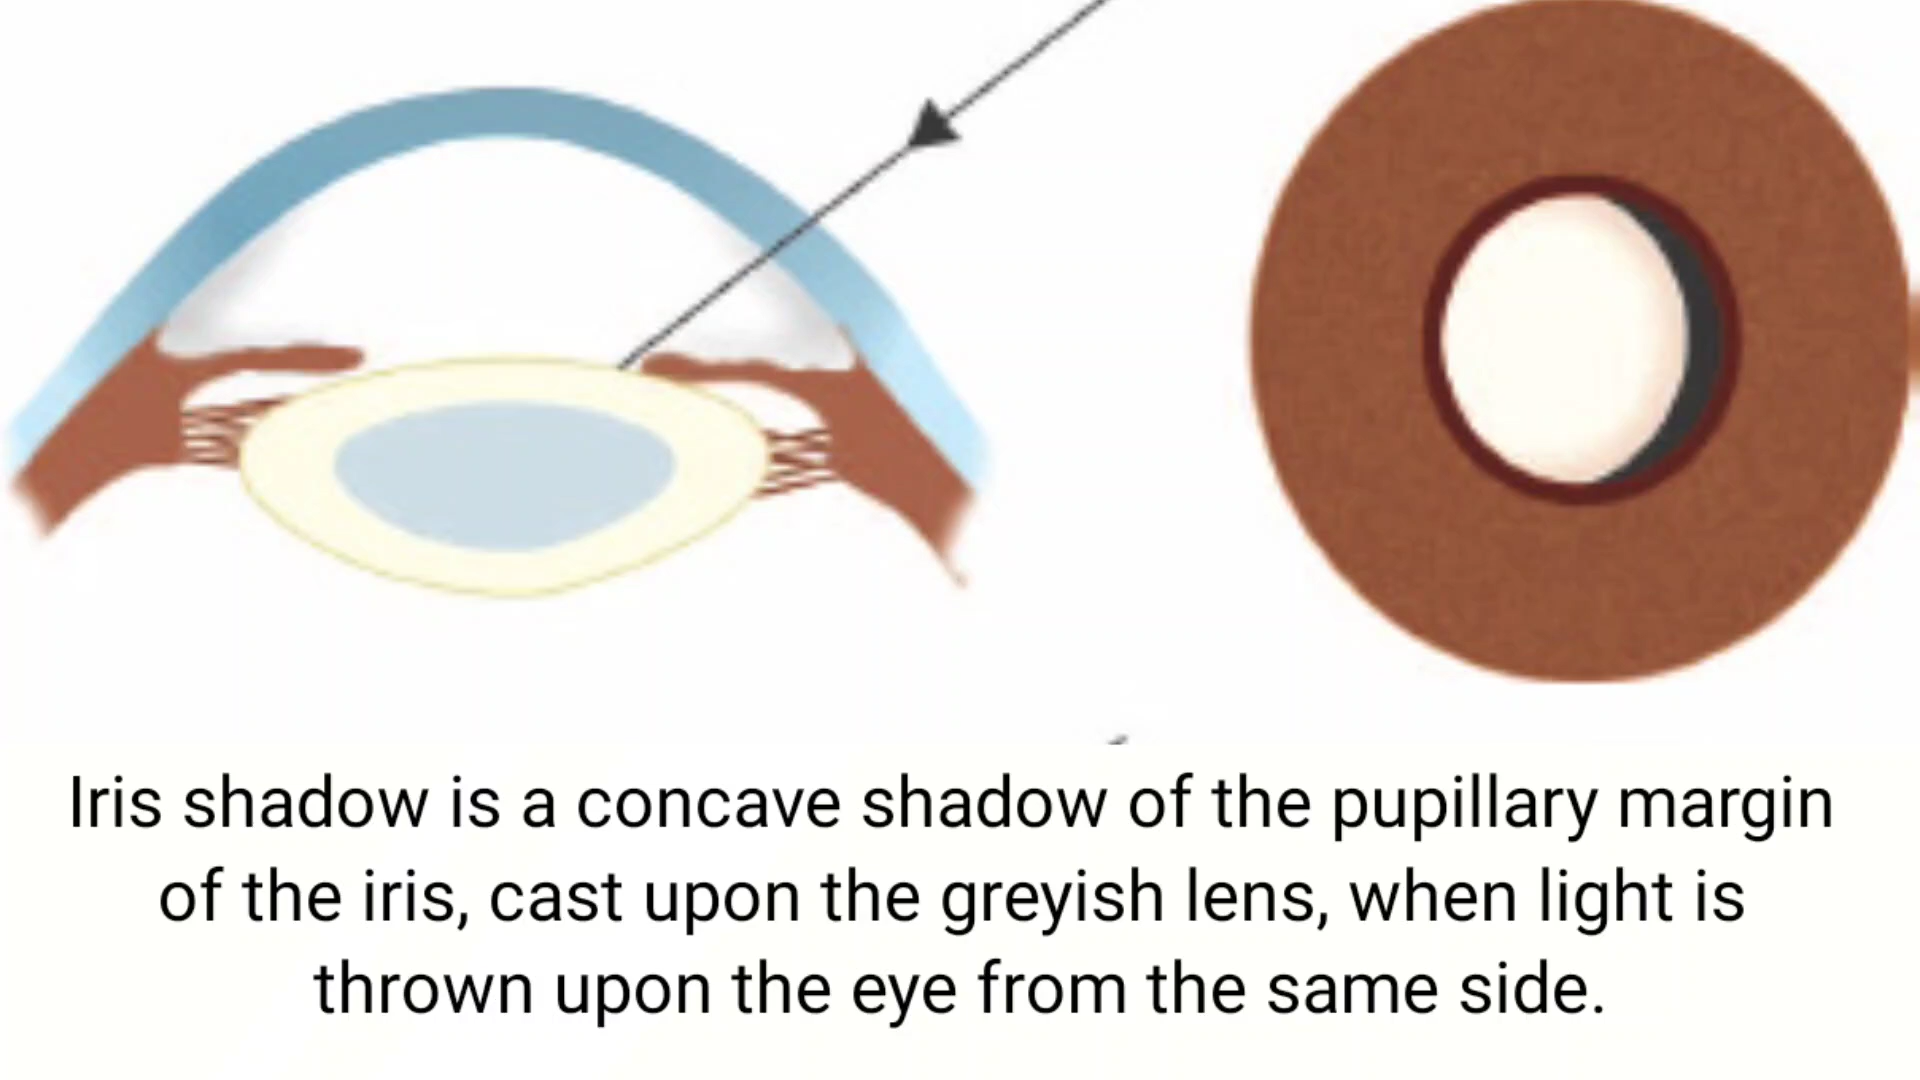 Iris shadow is a concave shadow of the pupillary margin
of the iris, cast upon the greyish lens, when light is
thrown upon the eye from the same side.